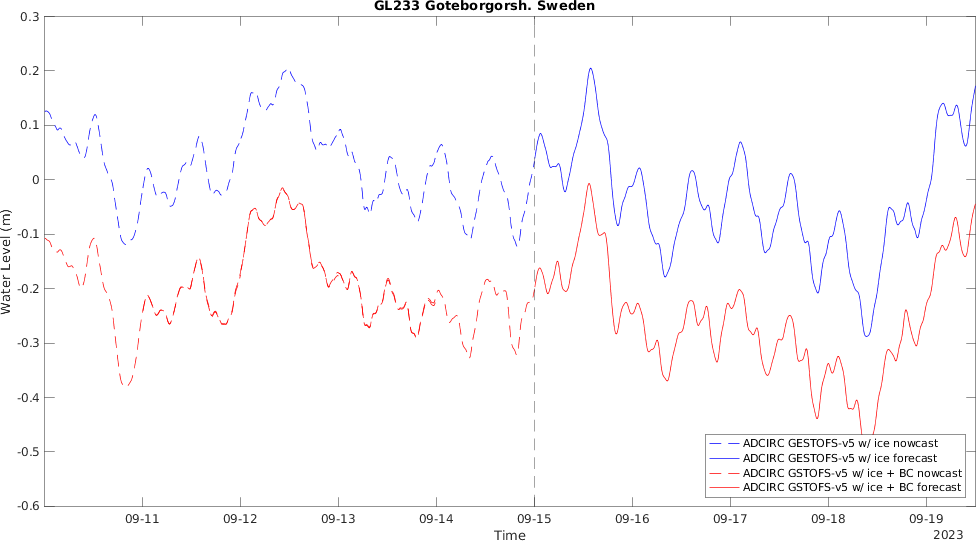 GL233 Goteborgorsh. Sweden
0.3
0.2
0.1
0
-0.1
-0.2
-0.3
-0.4
-0.5
-0.6
Water Level (m)
ADCIRC GESTOFS-v5 w/ ice nowcast
ADCIRC GESTOFS-v5 w/ ice forecast
ADCIRC GSTOFS-v5 w/ ice + BC nowcast
ADCIRC GSTOFS-v5 w/ ice + BC forecast
09-11 09-12 09-13 09-14 09-15 09-16 09-17 09-18 09-19
Time 2023